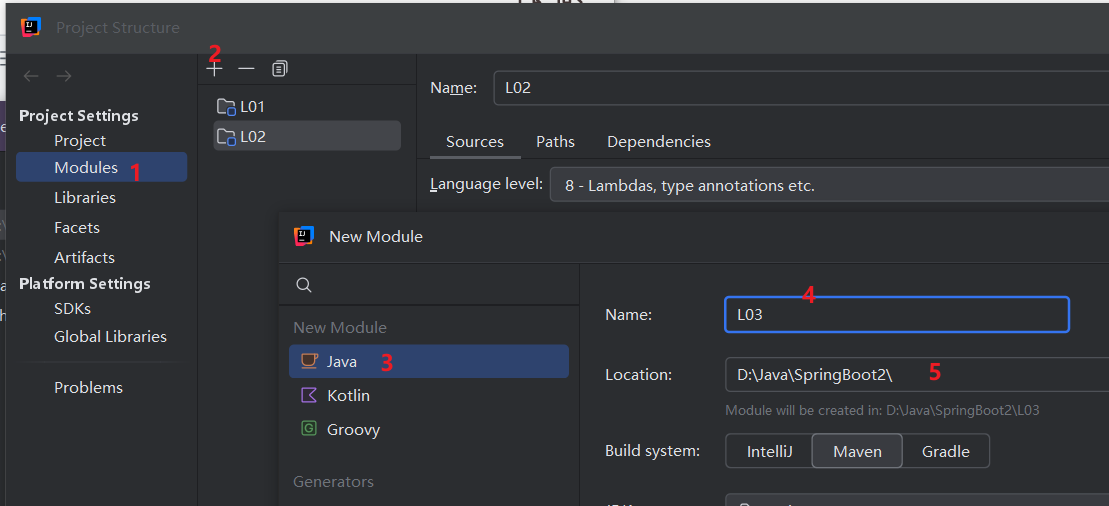 Project Structure
2
Project Settings
Project
Modules 1
Libraries
Facets
Artifacts
Platform Settings
SDKs
Global Libraries
Problems
L01
L02
Name: L02
Sources Paths Dependencies
Language level: 8 - Lambdas, type annotations etc.
New Module
New Module
Java 3
Kotlin
Groovy
Generators
4
Name: L03
Location: D:\Java\SpringBoot2\ 5
Module will be created in: D:\Java\SpringBoot2\L03
Build system: IntelliJ Maven Gradle